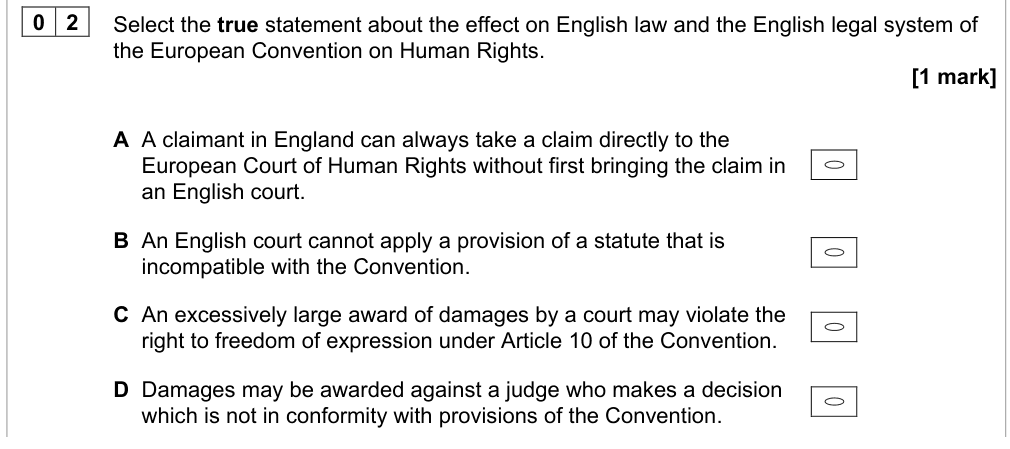 0 2 Select the true statement about the effect on English law and the English legal system of
the European Convention on Human Rights.
[1 mark]
A A claimant in England can always take a claim directly to the
European Court of Human Rights without first bringing the claim in
an English court.
B An English court cannot apply a provision of a statute that is
incompatible with the Convention.
C An excessively large award of damages by a court may violate the
right to freedom of expression under Article 10 of the Convention.
D Damages may be awarded against a judge who makes a decision
which is not in conformity with provisions of the Convention.